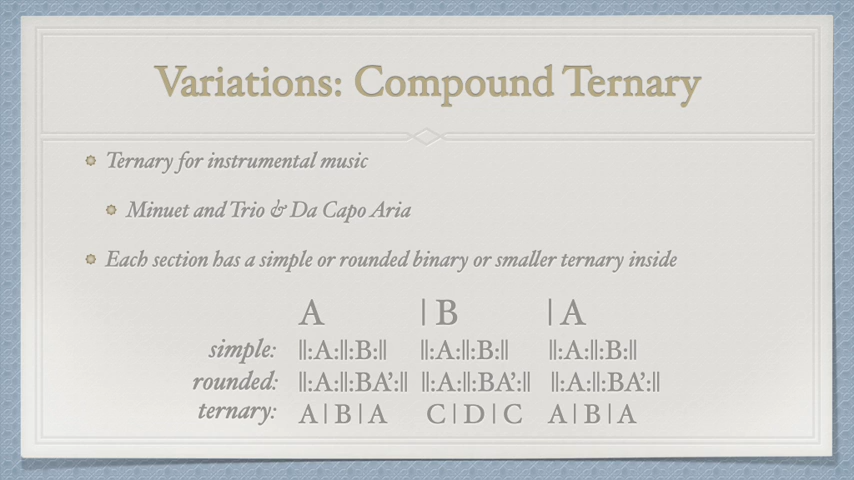 Variations: Compound Ternary
Ternary for instrumental music
Minuet and Trio & Da Capo Aria
Each section has a simple or rounded binary or smaller ternary inside
A | B | A
simple: ||:A:||:B:|| ||:A:||:B:|| ||:A:||:B:||
rounded: ||:A:||:BA’:|| ||:A:||:BA’:|| ||:A:||:BA’:||
ternary: A | B | A C | D | C A | B | A